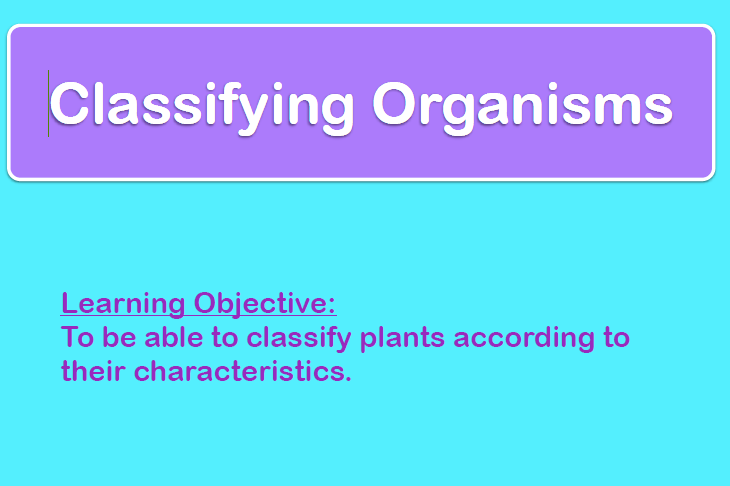 Classifying Organisms
Learning Objective:
To be able to classify plants according to
their characteristics.